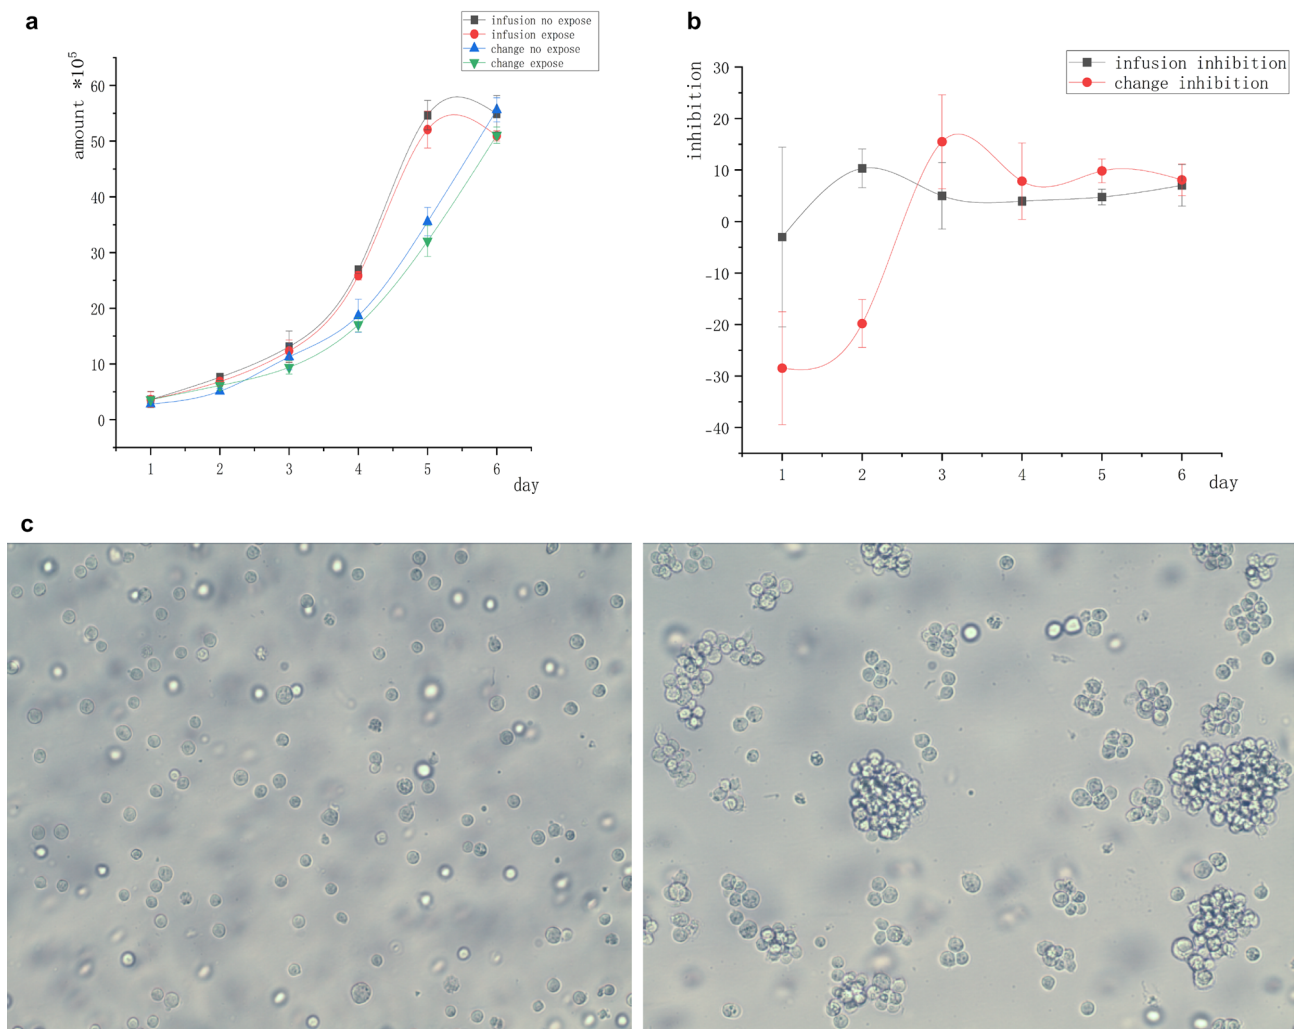 a
infusion no expose
infusion expose
change no expose
change expose
amount *10⁵
60
50
40
30
20
10
0
1 2 3 4 5 6
day
b
infusion inhibition
change inhibition
inhibition
30
20
10
0
-10
-20
-30
-40
1 2 3 4 5 6
day
c